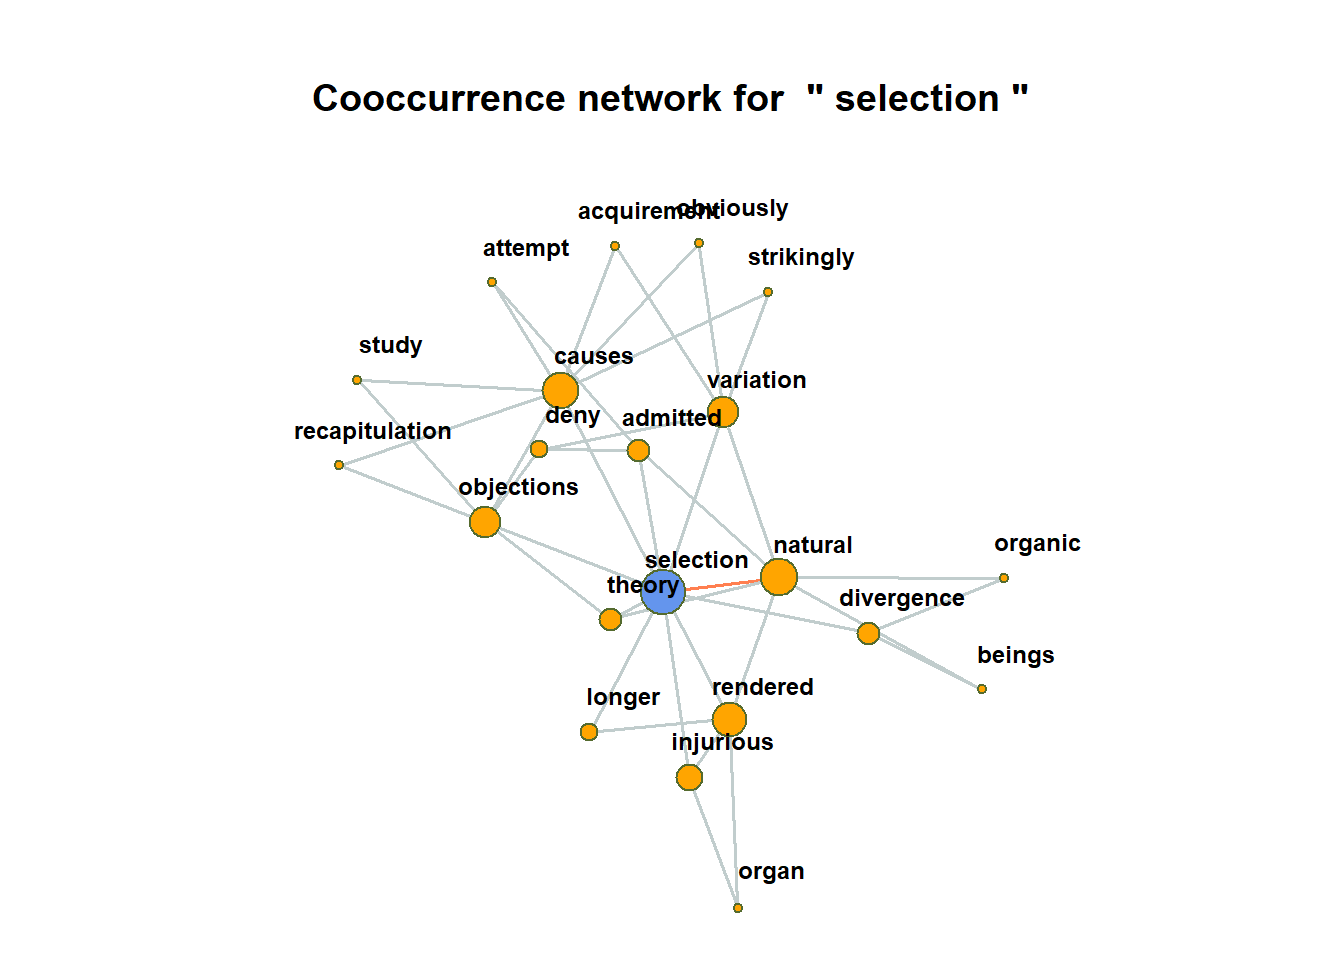 Cooccurrence network for " selection "
acquirement
obviously
attempt
strikingly
study
causes
variation
deny
admitted
recapitulation
objections
natural
organic
selection
theory
divergence
beings
rendered
longer
injurious
organ